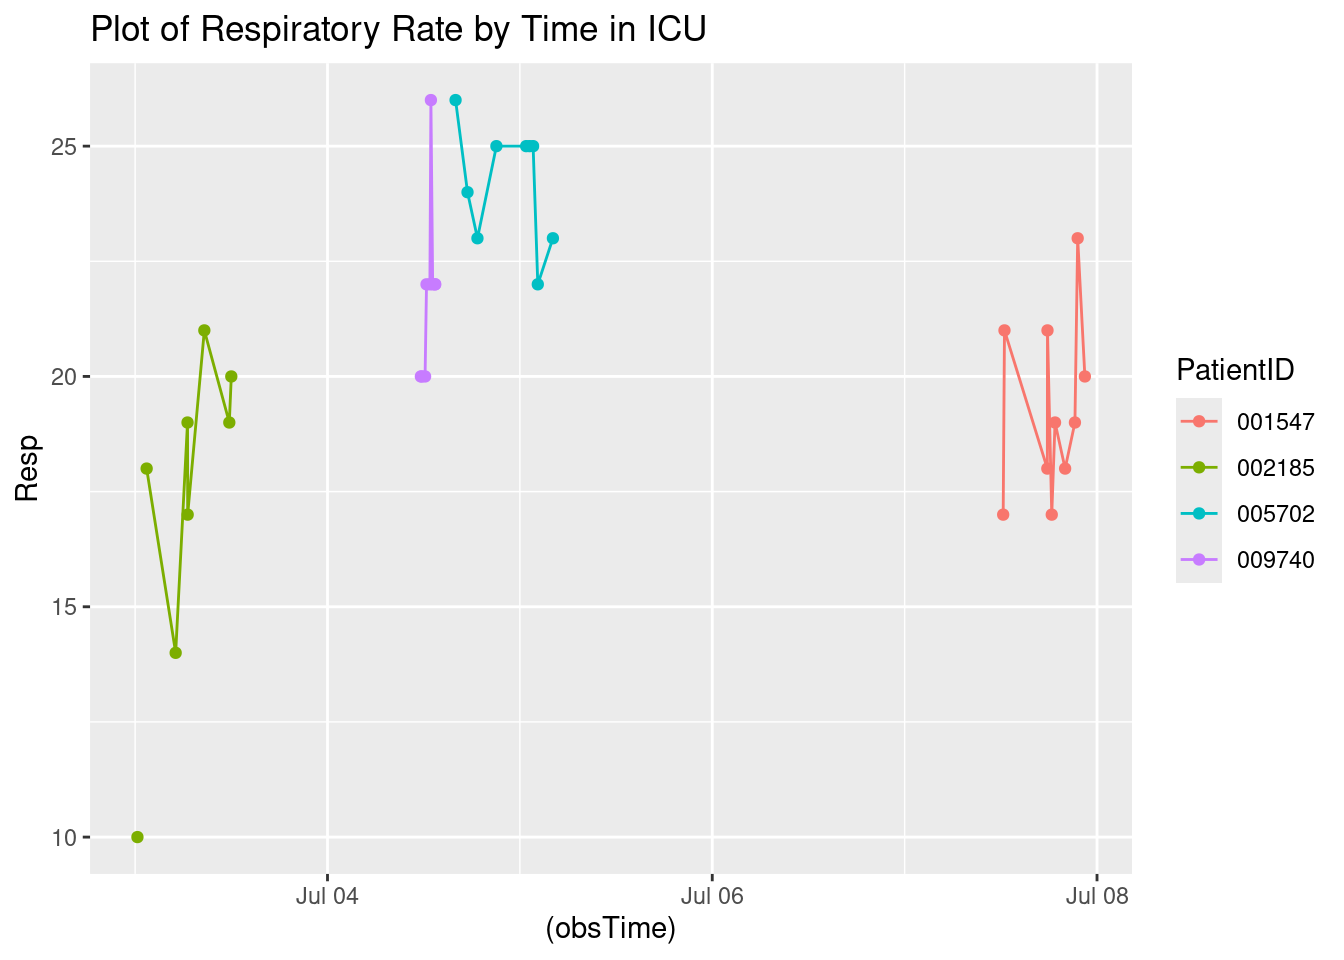 Plot of Respiratory Rate by Time in ICU
25
20
15
10
Resp
Jul 04
Jul 06
Jul 08
(obsTime)
PatientID
001547
002185
005702
009740